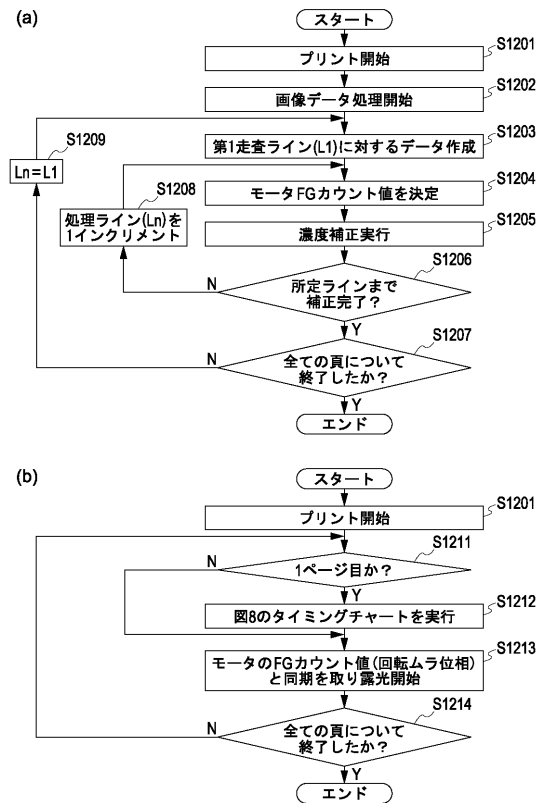 (a)
スタート
S1201
プリント開始
S1202
画像データ処理開始
S1203
第1走査ライン(L1)に対するデータ作成
S1209
Ln=L1
S1208
処理ライン(Ln)を
1インクリメント
S1204
モータFGカウント値を決定
S1205
濃度補正実行
S1206
所定ラインまで
補正完了?
N
Y
S1207
全ての頁について
終了したか?
N
Y
エンド
(b)
スタート
S1201
プリント開始
S1211
1ページ目か?
N
Y
S1212
図8のタイミングチャートを実行
S1213
モータのFGカウント値(回転ムラ位相)
と同期を取り露光開始
S1214
全ての頁について
終了したか?
N
Y
エンド